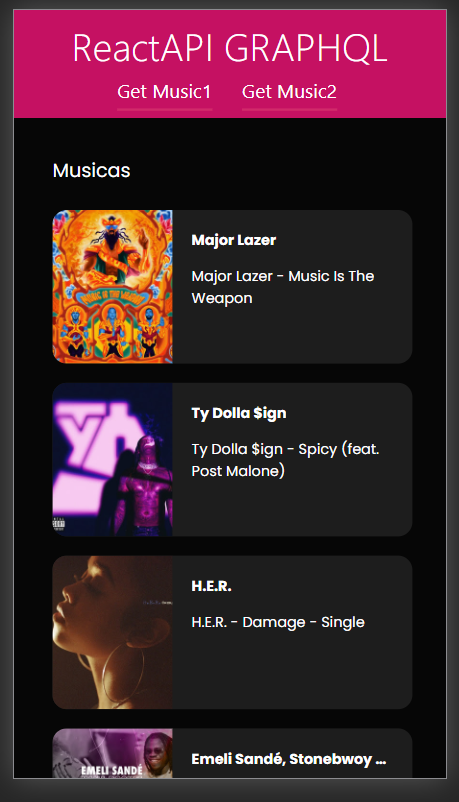 ReactAPI GRAPHQL
Get Music1 Get Music2
Musicas
Major Lazer
Major Lazer - Music Is The
Weapon
Ty Dolla $ign
Ty Dolla $ign - Spicy (feat.
Post Malone)
H.E.R.
H.E.R. - Damage - Single
Emeli Sandé, Stonebwoy ...
EMELI SANDÉ